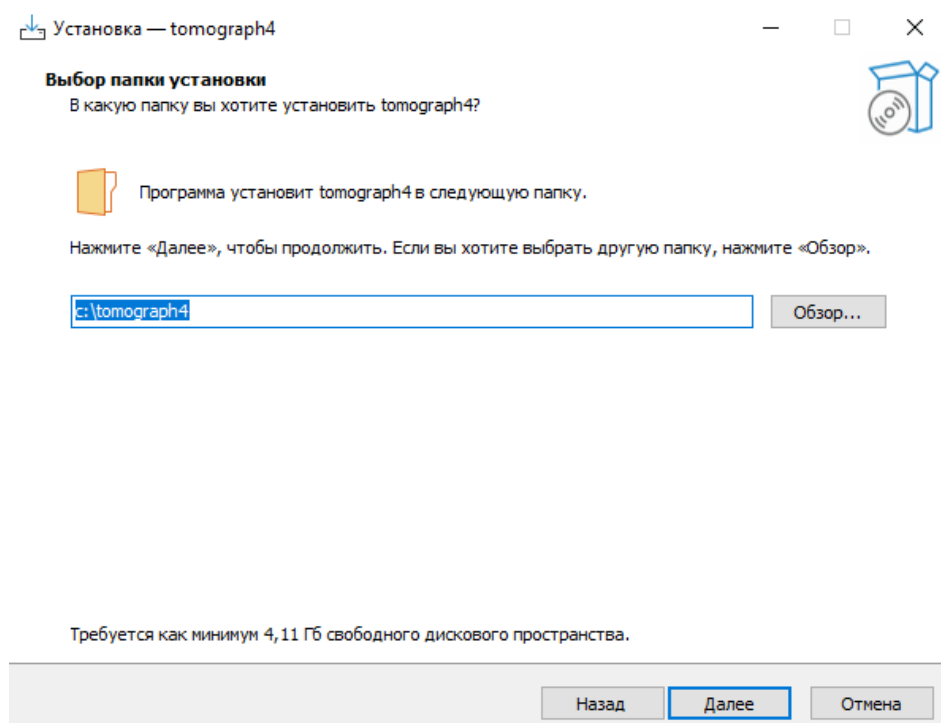 Установка — tomograph4
Выбор папки установки
В какую папку вы хотите установить tomograph4?
Программа установит tomograph4 в следующую папку.
Нажмите «Далее», чтобы продолжить. Если вы хотите выбрать другую папку, нажмите «Обзор».
c:\tomograph4
Обзор...
Требуется как минимум 4,11 Гб свободного дискового пространства.
Назад
Далее
Отмена